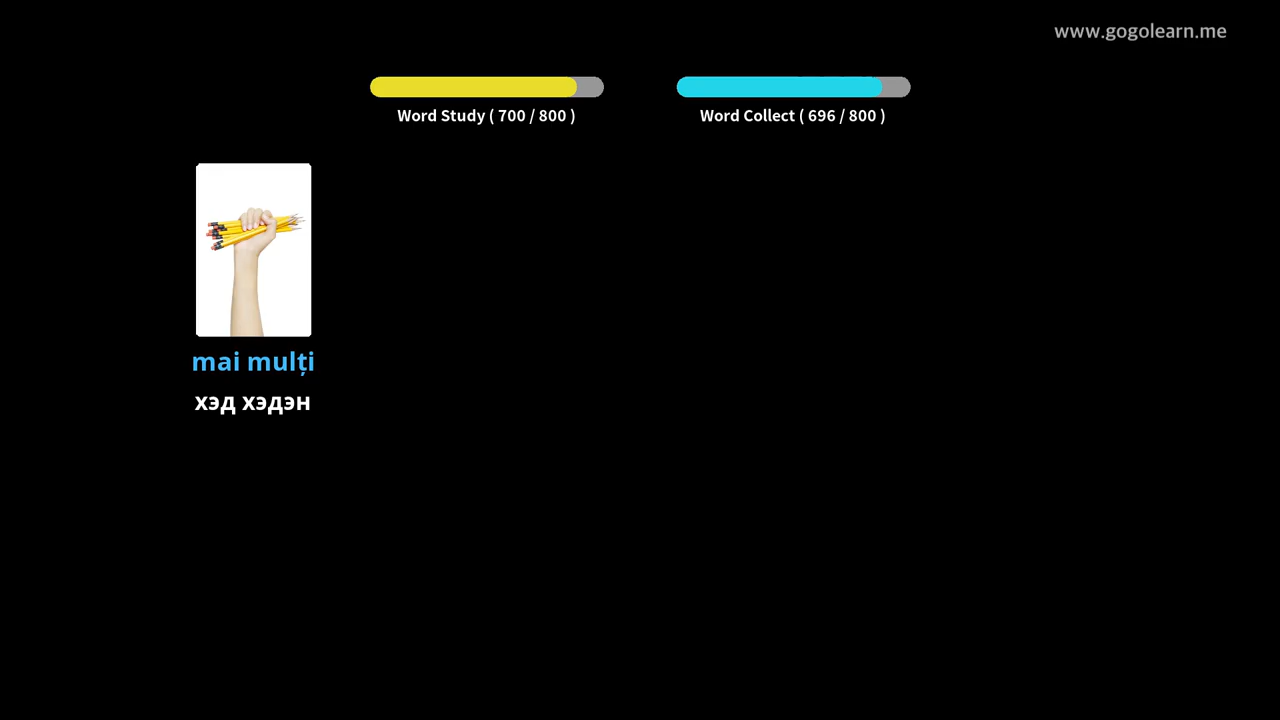 www.gogolearn.me
Word Study ( 700 / 800 )
Word Collect ( 696 / 800 )
mai mulți
хэд хэдэн